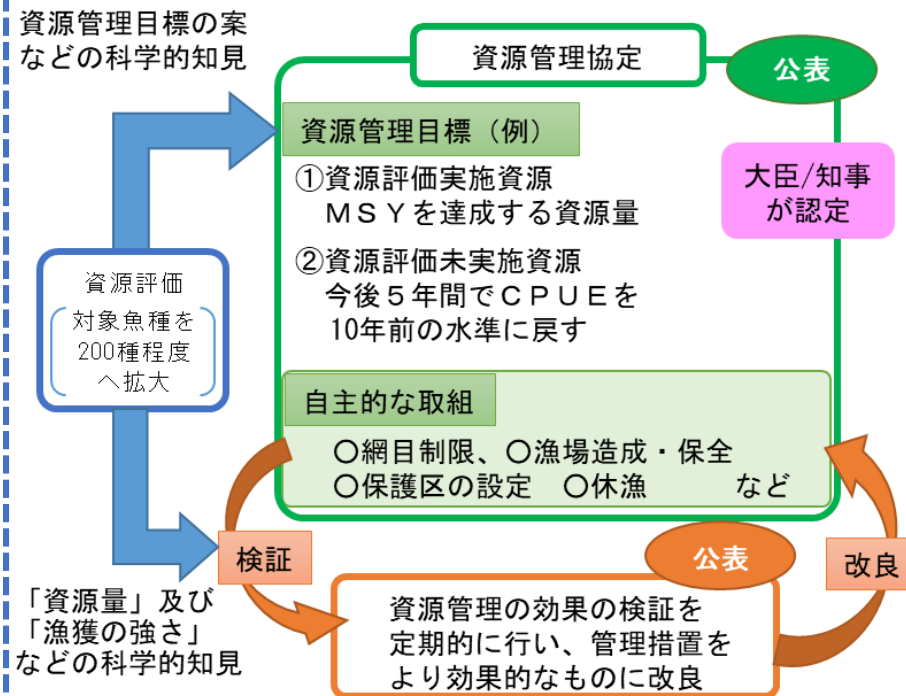 資源管理目標の案
などの科学的知見
資源管理協定
公表
大臣/知事
が認定
資源管理目標（例）
①資源評価実施資源
ＭＳＹを達成する資源量
②資源評価未実施資源
今後５年間でＣＰＵＥを
10年前の水準に戻す
資源評価
対象魚種を
200種程度
へ拡大
自主的な取組
〇網目制限、〇漁場造成・保全
〇保護区の設定　〇休漁　　　など
検証
公表
改良
資源管理の効果の検証を
定期的に行い、管理措置を
より効果的なものに改良
「資源量」及び
「漁獲の強さ」
などの科学的知見